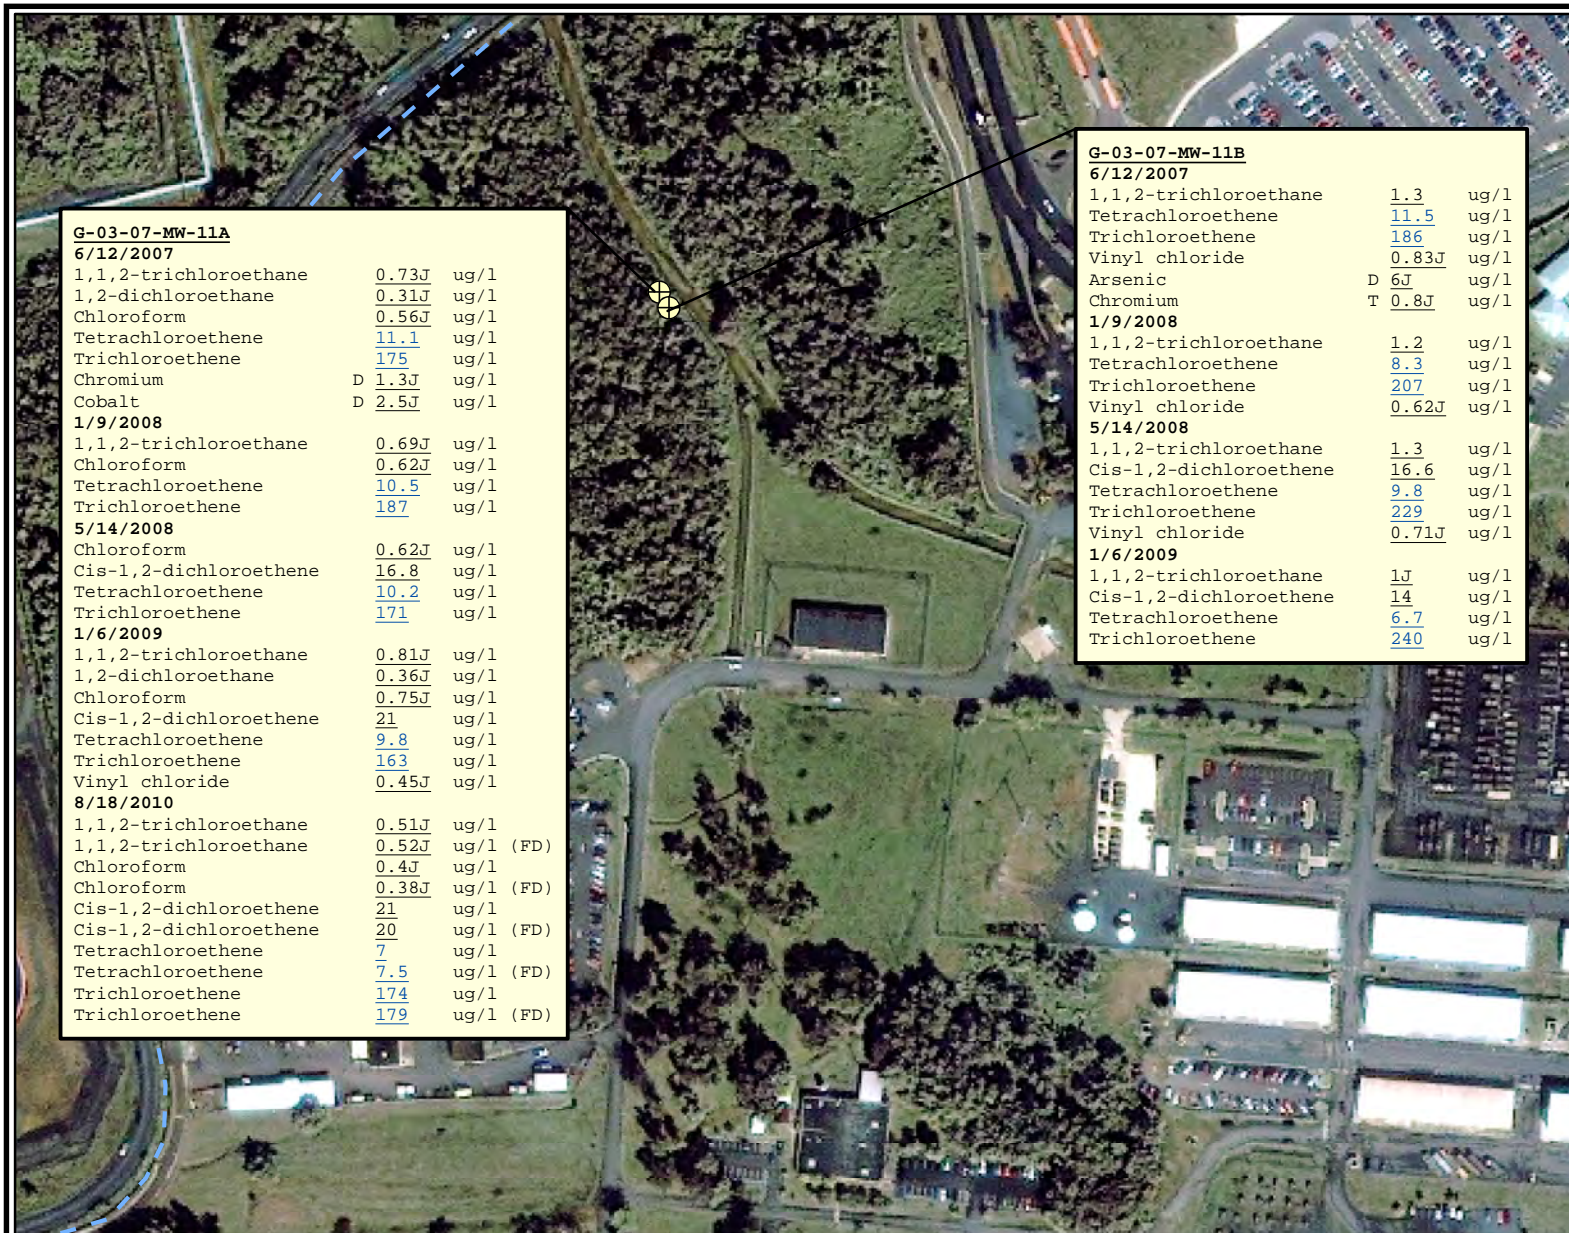 G-03-07-MW-11A
6/12/2007
1,1,2-trichloroethane 0.73J ug/l
1,2-dichloroethane 0.31J ug/l
Chloroform 0.56J ug/l
Tetrachloroethene 11.1 ug/l
Trichloroethene 175 ug/l
Chromium D 1.3J ug/l
Cobalt D 2.5J ug/l
1/9/2008
1,1,2-trichloroethane 0.69J ug/l
Chloroform 0.62J ug/l
Tetrachloroethene 10.5 ug/l
Trichloroethene 187 ug/l
5/14/2008
Chloroform 0.62J ug/l
Cis-1,2-dichloroethene 16.8 ug/l
Tetrachloroethene 10.2 ug/l
Trichloroethene 171 ug/l
1/6/2009
1,1,2-trichloroethane 0.81J ug/l
1,2-dichloroethane 0.36J ug/l
Chloroform 0.75J ug/l
Cis-1,2-dichloroethene 21 ug/l
Tetrachloroethene 9.8 ug/l
Trichloroethene 163 ug/l
Vinyl chloride 0.45J ug/l
8/18/2010
1,1,2-trichloroethane 0.51J ug/l
1,1,2-trichloroethane 0.52J ug/l (FD)
Chloroform 0.4J ug/l
Chloroform 0.38J ug/l (FD)
Cis-1,2-dichloroethene 21 ug/l
Cis-1,2-dichloroethene 20 ug/l (FD)
Tetrachloroethene 7 ug/l
Tetrachloroethene 7.5 ug/l (FD)
Trichloroethene 174 ug/l
Trichloroethene 179 ug/l (FD)
G-03-07-MW-11B
6/12/2007
1,1,2-trichloroethane 1.3 ug/l
Tetrachloroethene 11.5 ug/l
Trichloroethene 186 ug/l
Vinyl chloride 0.83J ug/l
Arsenic D 6J ug/l
Chromium T 0.8J ug/l
1/9/2008
1,1,2-trichloroethane 1.2 ug/l
Tetrachloroethene 8.3 ug/l
Trichloroethene 207 ug/l
Vinyl chloride 0.62J ug/l
5/14/2008
1,1,2-trichloroethane 1.3 ug/l
Cis-1,2-dichloroethene 16.6 ug/l
Tetrachloroethene 9.8 ug/l
Trichloroethene 229 ug/l
Vinyl chloride 0.71J ug/l
1/6/2009
1,1,2-trichloroethane 1J ug/l
Cis-1,2-dichloroethene 14 ug/l
Tetrachloroethene 6.7 ug/l
Trichloroethene 240 ug/l